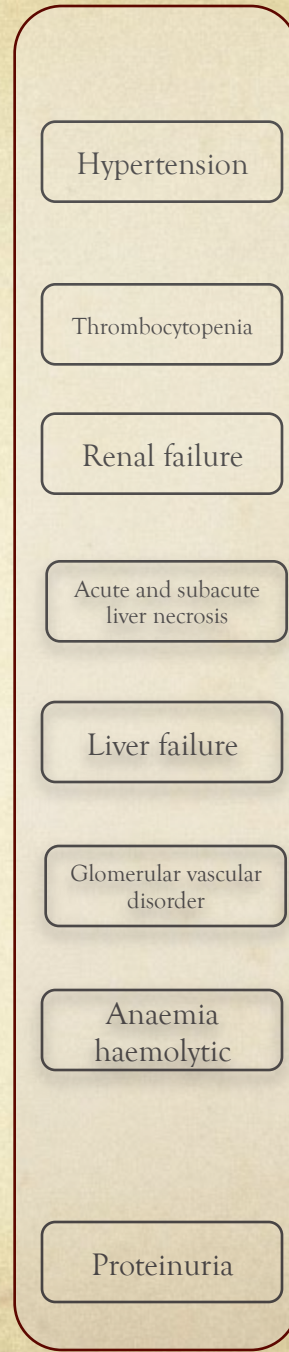 Hypertension
Thrombocytopenia
Renal failure
Acute and subacute
liver necrosis
Liver failure
Glomerular vascular
disorder
Anaemia
haemolytic
Proteinuria